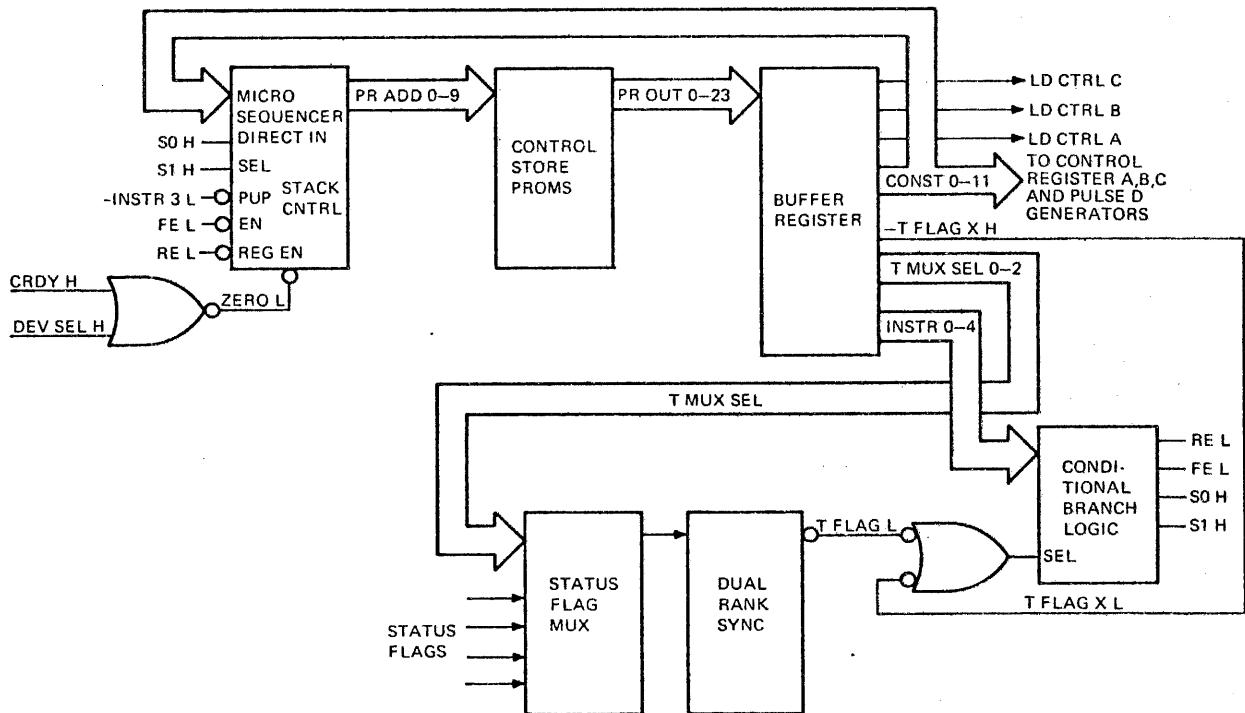 MICRO
SEQUENCER
DIRECT IN
SEL
STACK
PUP
CNTRL
EN
REG EN
S0 H
S1 H
-INSTR 3 L
FE L
RE L
CRDY H
DEV SEL H
ZERO L
PR ADD 0-9
CONTROL
STORE
PROMS
PR OUT 0-23
BUFFER
REGISTER
LD CTRL C
LD CTRL B
LD CTRL A
CONST 0-11
TO CONTROL
REGISTER A,B,C
AND PULSE D
GENERATORS
-T FLAG X H
T MUX SEL 0-2
INSTR 0-4
T MUX SEL
STATUS
FLAGS
STATUS
FLAG
MUX
DUAL
RANK
SYNC
T FLAG L
T FLAG X L
SEL
CONDI-
TIONAL
BRANCH
LOGIC
RE L
FE L
S0 H
S1 H